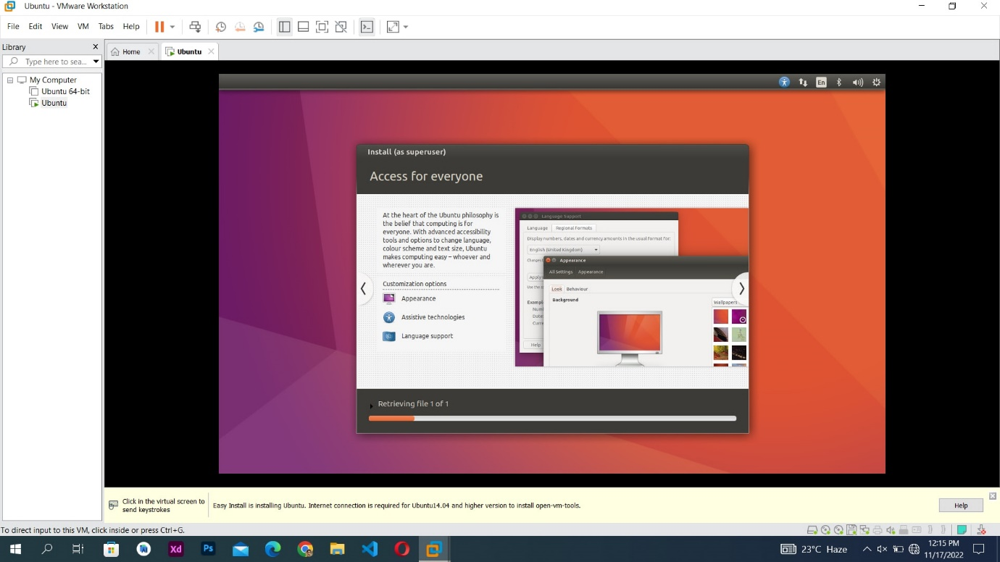 Ubuntu - VMware Workstation
File Edit View VM Tabs Help
Library
Type here to sea...
Home
Ubuntu
My Computer
Ubuntu 64-bit
Ubuntu
En
Install (as superuser)
Access for everyone
At the heart of the Ubuntu philosophy is
the belief that computing is for
everyone. With advanced accessibility
tools and options to change language,
colour scheme and text size, Ubuntu
makes computing easy – whoever and
wherever you are.
Customization options
Appearance
Assistive technologies
Language support
Language Support
Language Regional Formats
Display numbers, dates and currency amounts in the usual format for:
English (United Kingdom)
Changes
Apply
Use the s
Exampl
Num
Date
Curre
Help
Appearance
All Settings Appearance
Look Behaviour
Background
Wallpapers
Retrieving file 1 of 1
Click in the virtual screen to
send keystrokes
Easy Install is installing Ubuntu. Internet connection is required for Ubuntu14.04 and higher version to install open-vm-tools.
Help
To direct input to this VM, click inside or press Ctrl+G.
Xd
Ps
23°C Haze
12:15 PM
11/17/2022